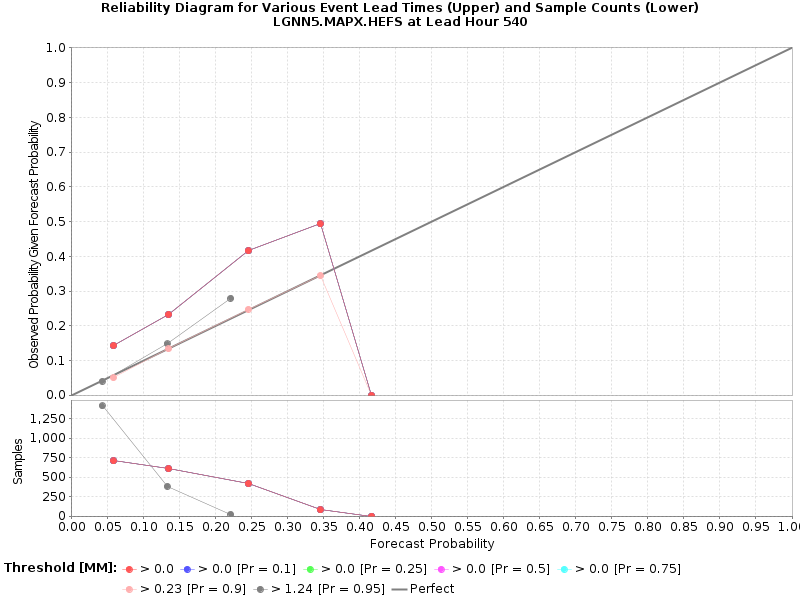 Reliability Diagram for Various Event Lead Times (Upper) and Sample Counts (Lower)
LGNN5.MAPX.HEFS at Lead Hour 540
Observed Probability Given Forecast Probability
1.0
0.9
0.8
0.7
0.6
0.5
0.4
0.3
0.2
0.1
0.0
Samples
1,250
1,000
750
500
250
0
0.00 0.05 0.10 0.15 0.20 0.25 0.30 0.35 0.40 0.45 0.50 0.55 0.60 0.65 0.70 0.75 0.80 0.85 0.90 0.95 1.0
Forecast Probability
Threshold [MM]: > 0.0 > 0.0 [Pr = 0.1] > 0.0 [Pr = 0.25] > 0.0 [Pr = 0.5] > 0.0 [Pr = 0.75]
> 0.23 [Pr = 0.9] > 1.24 [Pr = 0.95] Perfect